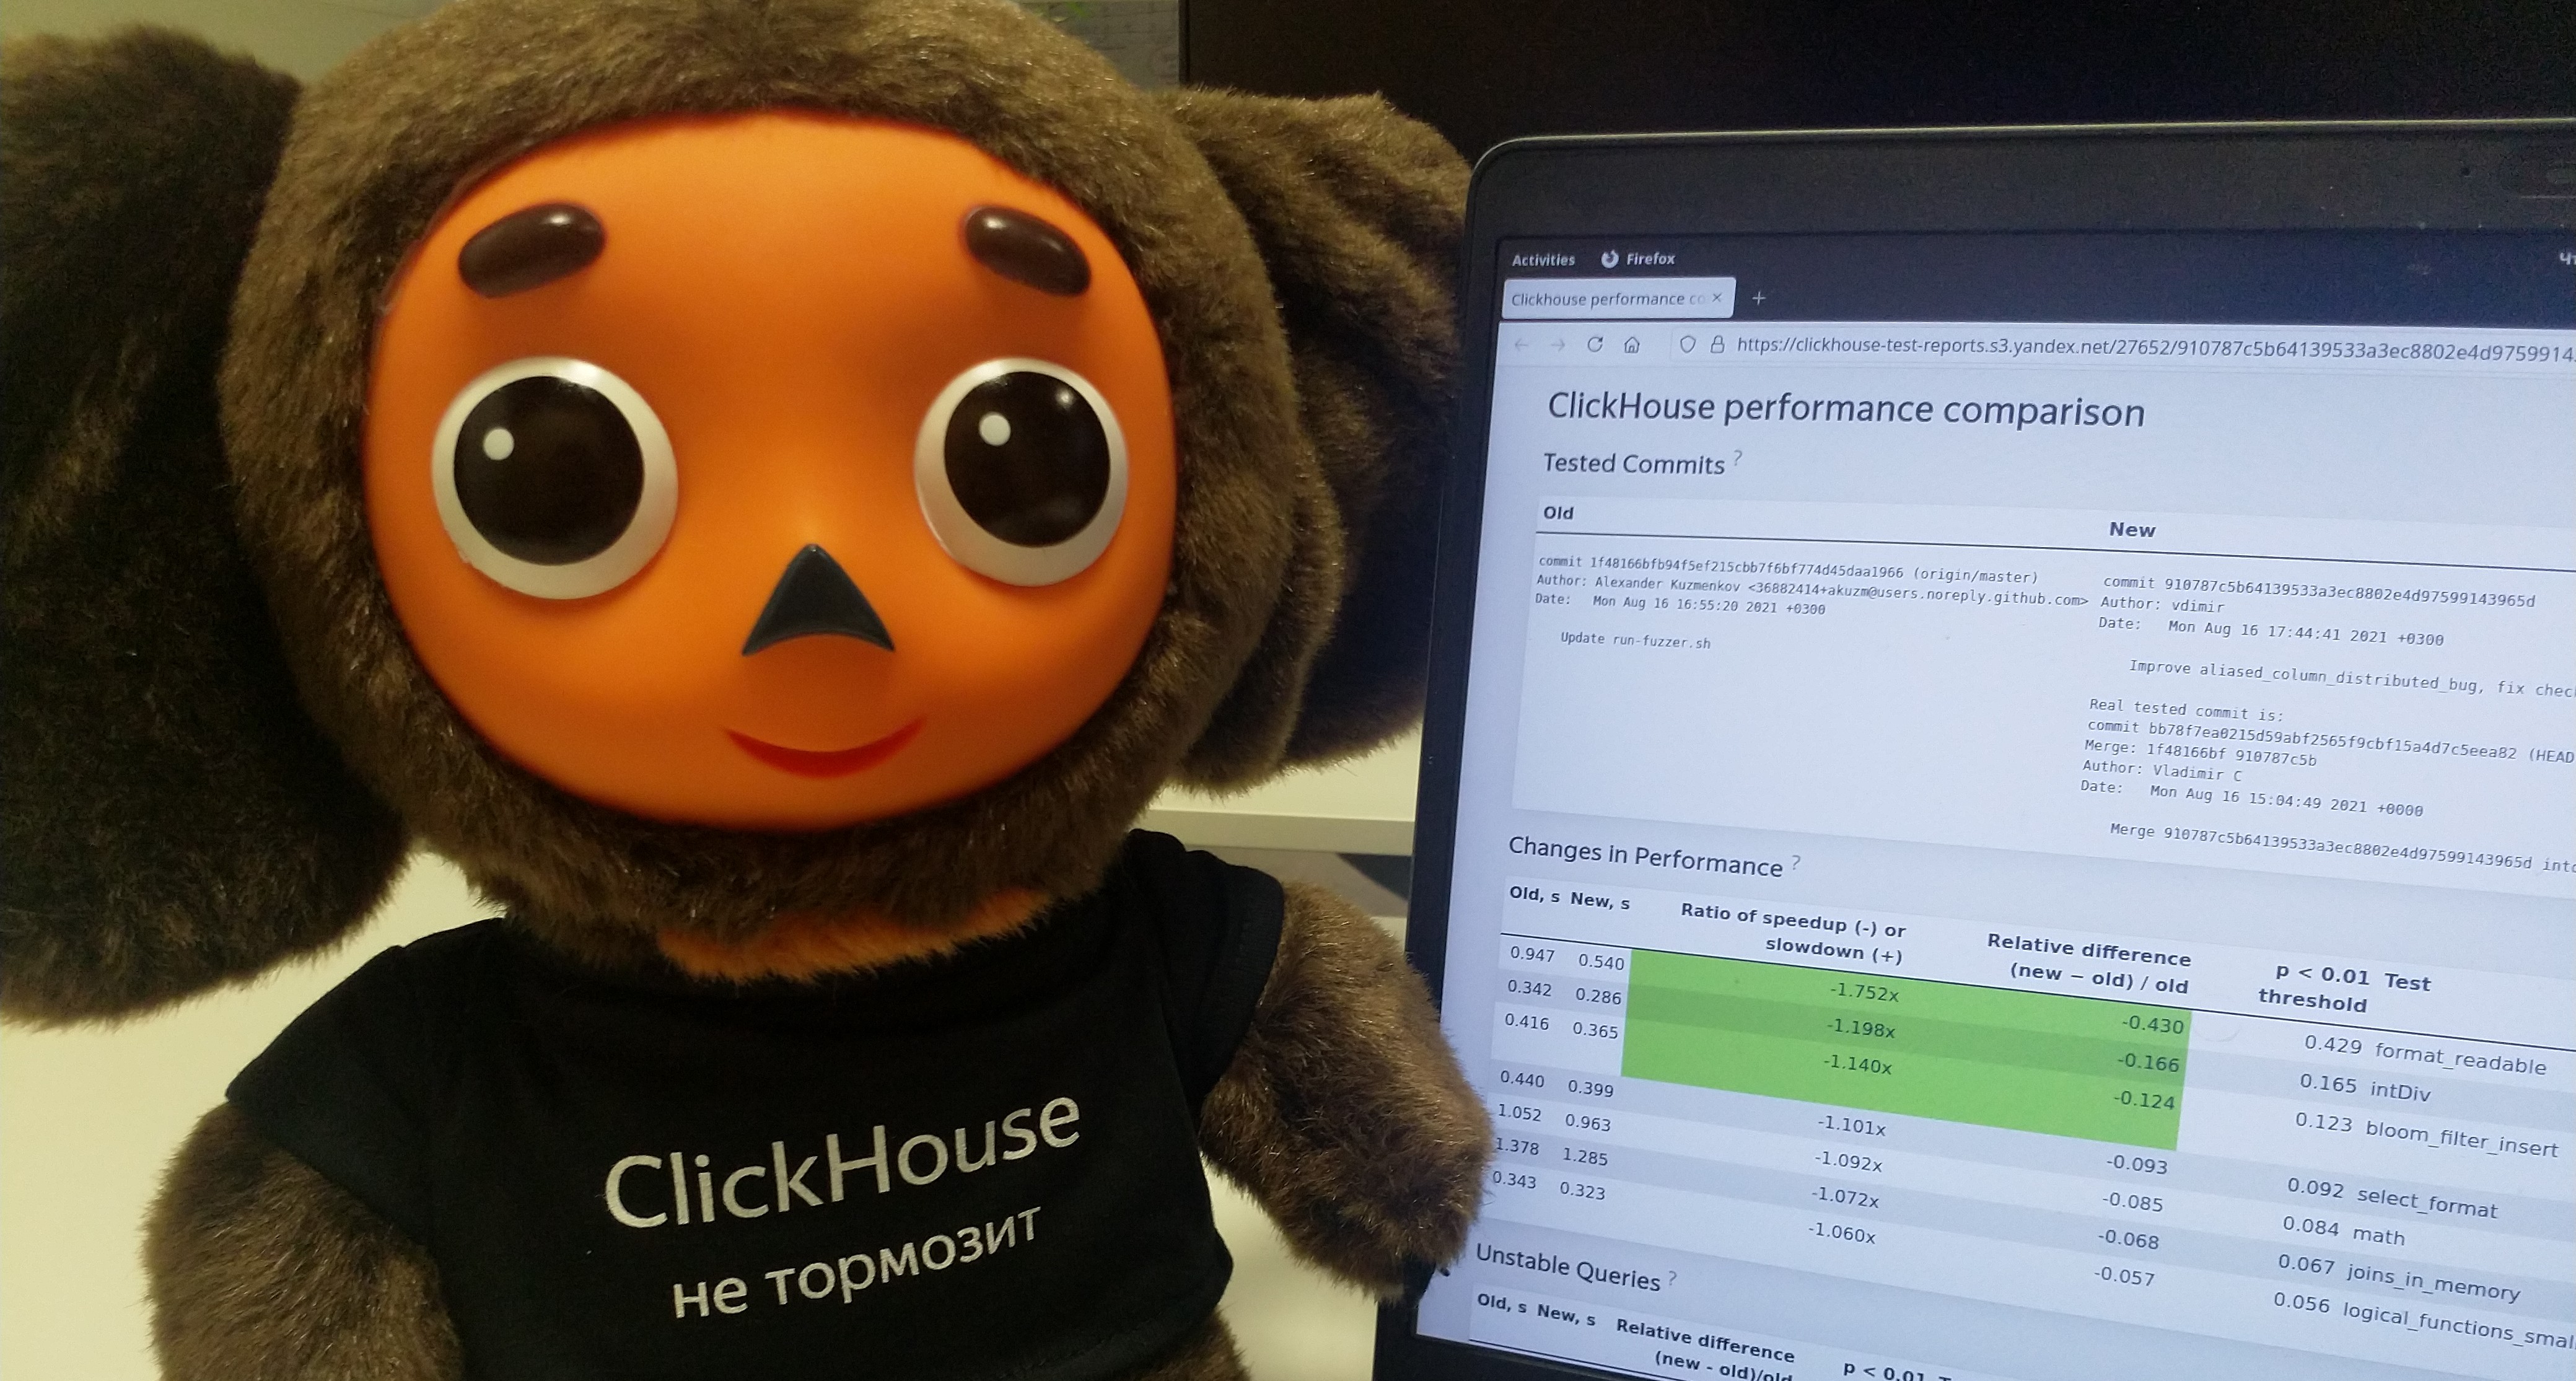 ClickHouse
не тормозит
Activities Firefox
Clickhouse performance
https://clickhouse-test-reports.s3.yandex.net/27652/910787c5b64139533a3ec8802e4d9759914
ClickHouse performance comparison
Tested Commits ?
Old New
commit 1f48166bfb94f5ef215cbb7f6bf774d45daa1966 (origin/master)
Author: Alexander Kuzmenkov <36882414+akuzm@users.noreply.github.com>
Date: Mon Aug 16 16:55:20 2021 +0300
Update run-fuzzer.sh
commit 910787c5b64139533a3ec8802e4d97599143965d
Author: vdimir
Date: Mon Aug 16 17:44:41 2021 +0300
Improve aliased_column_distributed_bug, fix chec
Real tested commit is:
commit bb78f7ea0215d59abf2565f9cbf15a4d7c5eea82 (HEAD
Merge: 1f48166bf 910787c5b
Author: Vladimir C
Date: Mon Aug 16 15:04:49 2021 +0000
Merge 910787c5b64139533a3ec8802e4d97599143965d into
Changes in Performance ?
Old, s New, s Ratio of speedup (-) or slowdown (+) Relative difference (new − old) / old p < 0.01 threshold Test
0.947 0.540 -1.752x -0.430 0.429 format_readable
0.342 0.286 -1.198x -0.166 0.165 intDiv
0.416 0.365 -1.140x -0.124 0.123 bloom_filter_insert
0.440 0.399 -1.101x -0.093 0.092 select_format
1.052 0.963 -1.092x -0.085 0.084 math
1.378 1.285 -1.072x -0.068 0.067 joins_in_memory
0.343 0.323 -1.060x -0.057 0.056 logical_functions_smal
Unstable Queries ?
Old, s New, s Relative difference (new - old)/old p < 0.01